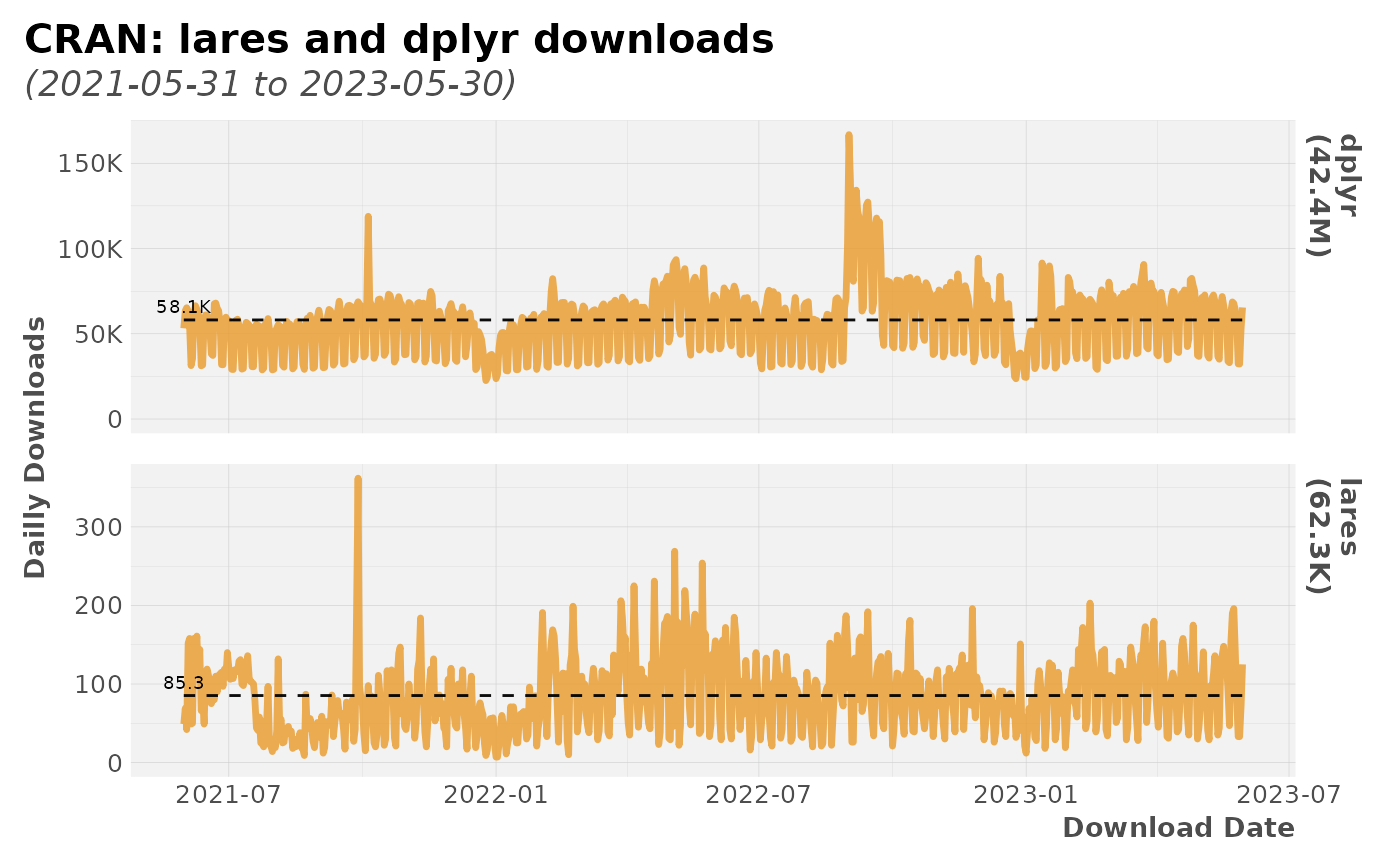 CRAN: lares and dplyr downloads
(2021-05-31 to 2023-05-30)
Dailly Downloads
150K
100K
50K
0
58.1K
dplyr
(42.4M)
300
200
100
0
85.3
lares
(62.3K)
2021-07
2022-01
2022-07
2023-01
2023-07
Download Date